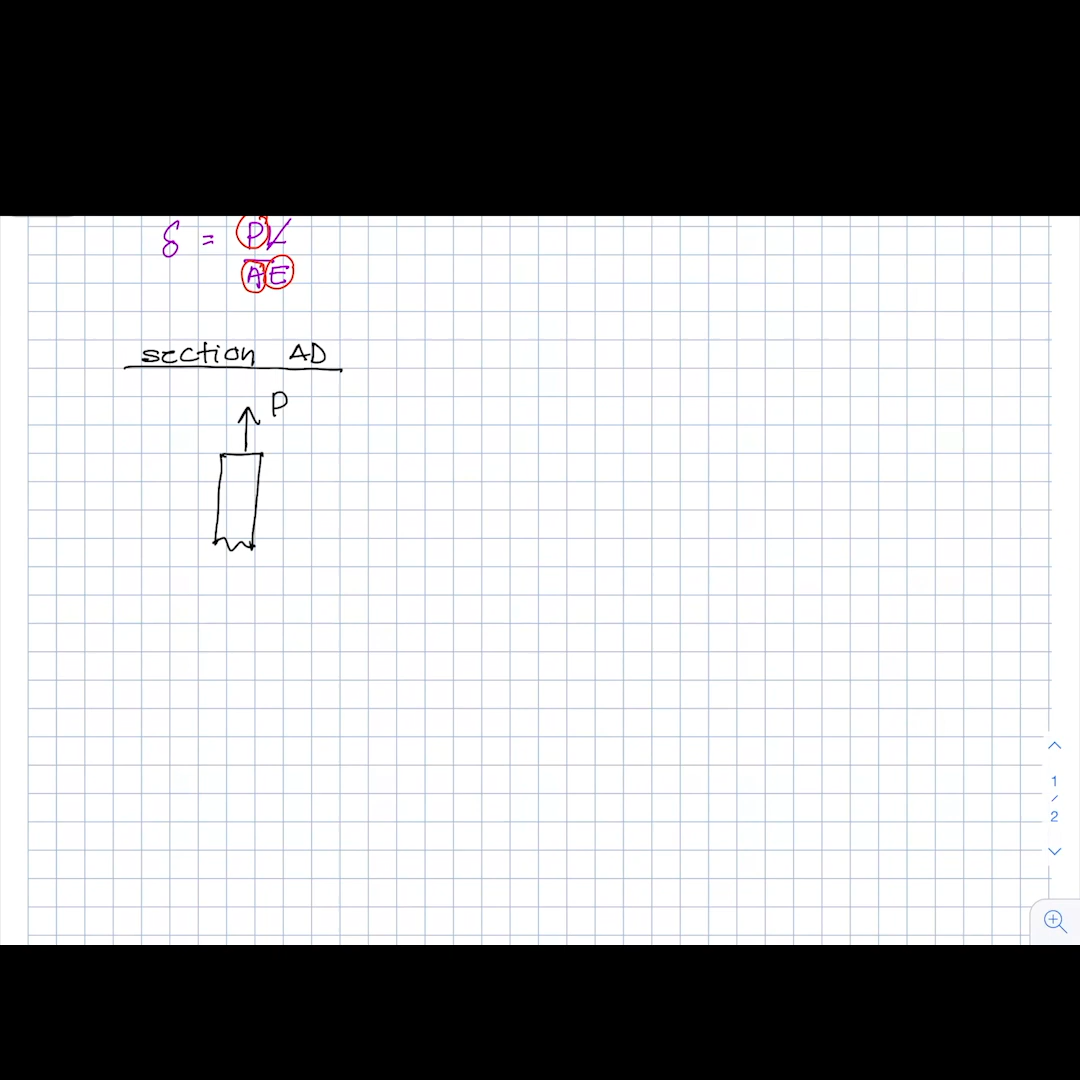 δ = PL
AE
section AD
P
1
/
2